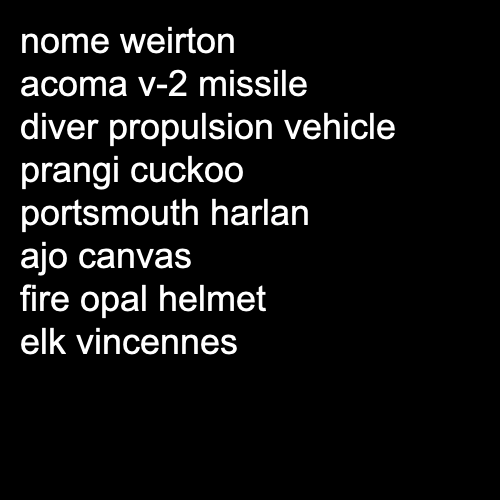 nome weirton
acoma v-2 missile
diver propulsion vehicle
prangi cuckoo
portsmouth harlan
ajo canvas
fire opal helmet
elk vincennes